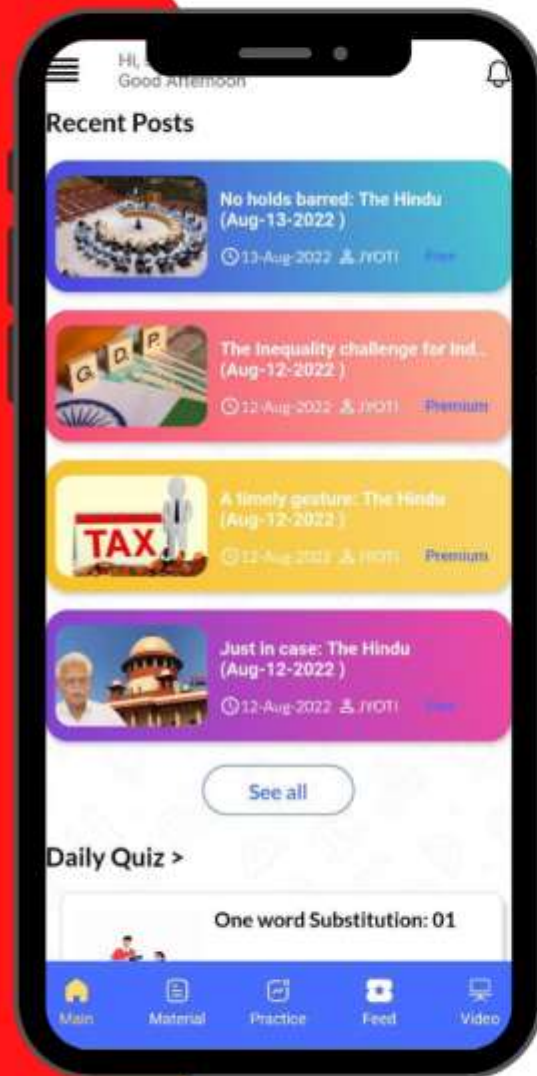 Hi,
Good Afternoon
Recent Posts
No holds barred: The Hindu
(Aug-13-2022 )
13-Aug-2022 JYOTI Free
G D P
The Inequality challenge for Ind..
(Aug-12-2022 )
12-Aug-2022 JYOTI Premium
TAX
A timely gesture: The Hindu
(Aug-12-2022 )
12-Aug-2022 JYOTI Premium
Just in case: The Hindu
(Aug-12-2022 )
12-Aug-2022 JYOTI Free
See all
Daily Quiz >
One word Substitution: 01
Main Material Practice Feed Video